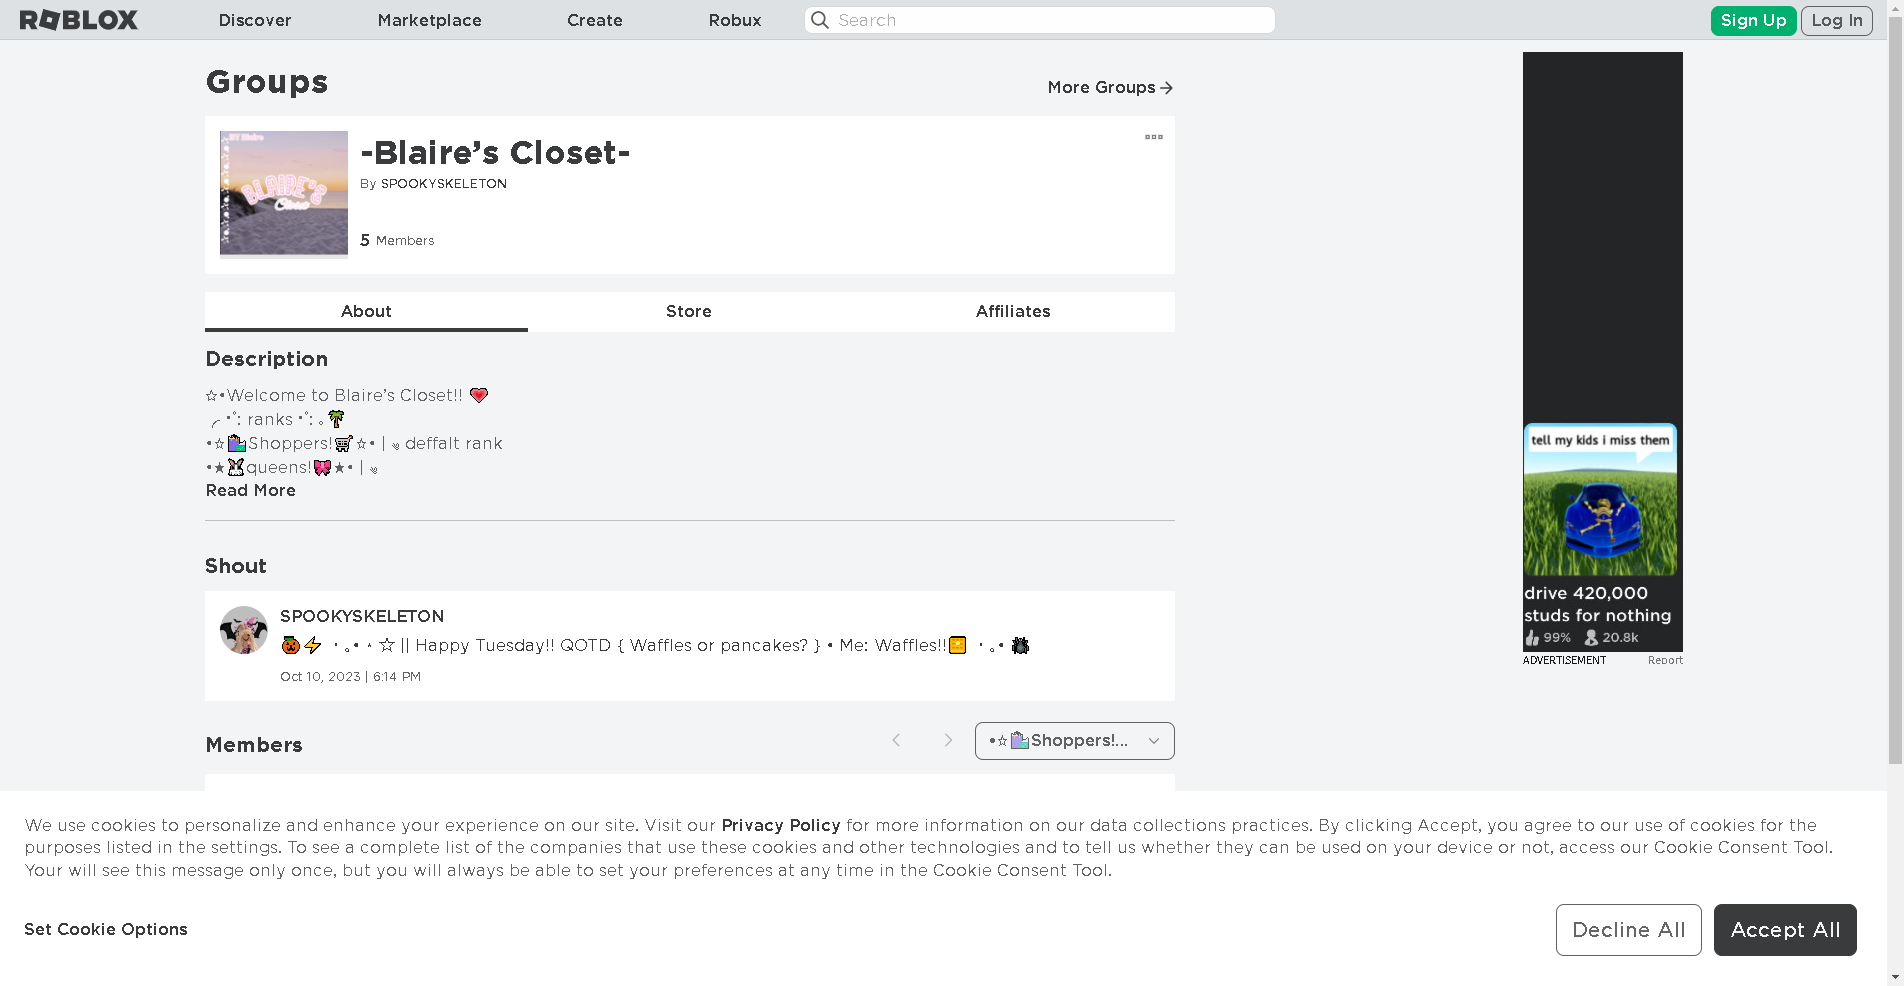 ROBLOX
Discover
Marketplace
Create
Robux
Search
Sign Up
Log In
Groups
More Groups
BY Blaire
BLAIRE'S
Closet
-Blaire’s Closet-
By SPOOKYSKELETON
5 Members
About
Store
Affiliates
Description
☆•Welcome to Blaire’s Closet!! 💗
╭ •˚: ranks •˚: 。🌴
•☆🛍️Shoppers!🛒☆• | ༄ deffalt rank
•★👯queens!🎀★• | ༄
Read More
Shout
SPOOKYSKELETON
🎃⚡ ・｡• ⋆ ☆ || Happy Tuesday!! QOTD { Waffles or pancakes? } • Me: Waffles!!🧇 ・｡• 🕷️
Oct 10, 2023 | 6:14 PM
Members
•☆🛍️Shoppers!...
tell my kids i miss them
drive 420,000
studs for nothing
99% 20.8k
ADVERTISEMENT
Report
We use cookies to personalize and enhance your experience on our site. Visit our Privacy Policy for more information on our data collections practices. By clicking Accept, you agree to our use of cookies for the
purposes listed in the settings. To see a complete list of the companies that use these cookies and other technologies and to tell us whether they can be used on your device or not, access our Cookie Consent Tool.
Your will see this message only once, but you will always be able to set your preferences at any time in the Cookie Consent Tool.
Set Cookie Options
Decline All
Accept All